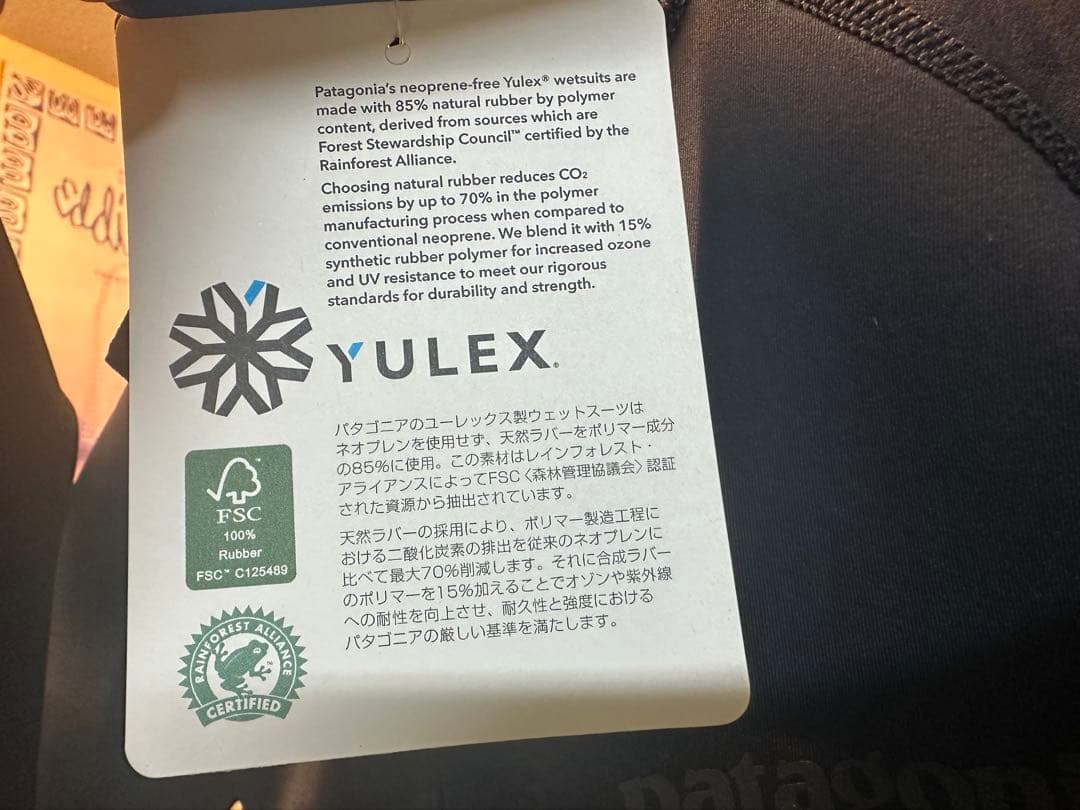 Patagonia's neoprene-free Yulex® wetsuits are
made with 85% natural rubber by polymer
content, derived from sources which are
Forest Stewardship Council™ certified by the
Rainforest Alliance.
Choosing natural rubber reduces CO₂
emissions by up to 70% in the polymer
manufacturing process when compared to
conventional neoprene. We blend it with 15%
synthetic rubber polymer for increased ozone
and UV resistance to meet our rigorous
standards for durability and strength.
YULEX®
パタゴニアのユーレックス製ウェットスーツは
ネオプレンを使用せず、天然ラバーをポリマー成分
の85%に使用。この素材はレインフォレスト・
アライアンスによってFSC〈森林管理協議会〉認証
された資源から抽出されています。
天然ラバーの採用により、ポリマー製造工程に
おける二酸化炭素の排出を従来のネオプレンに
比べて最大70%削減します。それに合成ラバー
のポリマーを15%加えることでオゾンや紫外線
への耐性を向上させ、耐久性と強度における
パタゴニアの厳しい基準を満たします。
FSC
100%
Rubber
FSC™ C125489
RAINFOREST ALLIANCE
CERTIFIED
patagoni